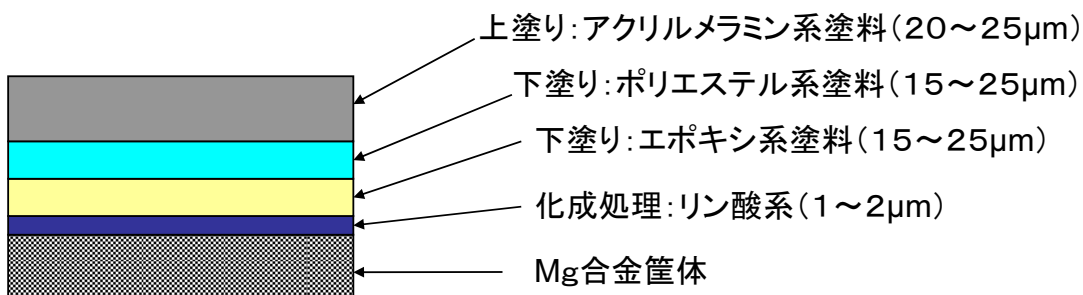 上塗り：アクリルメラミン系塗料（２０～２５μｍ）
下塗り：ポリエステル系塗料（１５～２５μｍ）
下塗り：エポキシ系塗料（１５～２５μｍ）
化成処理：リン酸系（１～２μｍ）
Ｍｇ合金筐体